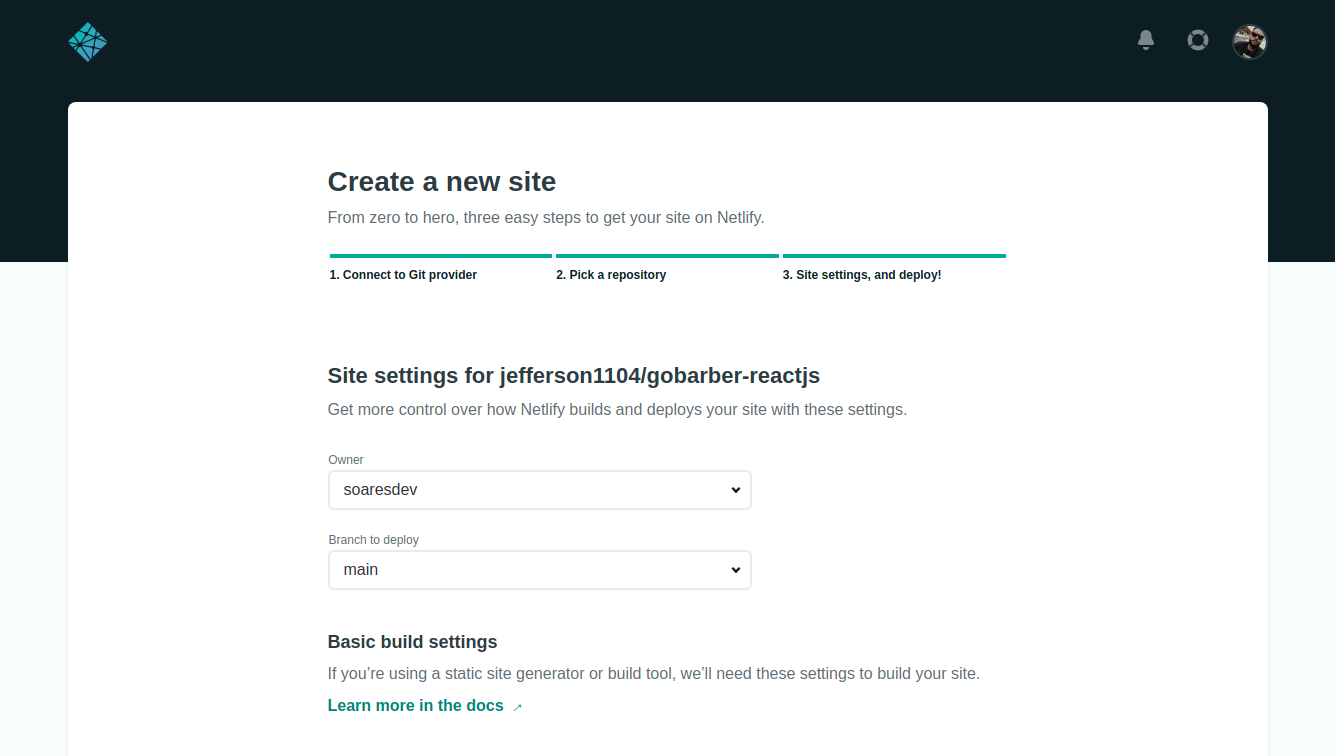 Create a new site
From zero to hero, three easy steps to get your site on Netlify.
1. Connect to Git provider
2. Pick a repository
3. Site settings, and deploy!
Site settings for jefferson1104/gobarber-reactjs
Get more control over how Netlify builds and deploys your site with these settings.
Owner
soaresdev
Branch to deploy
main
Basic build settings
If you’re using a static site generator or build tool, we’ll need these settings to build your site.
Learn more in the docs ↗